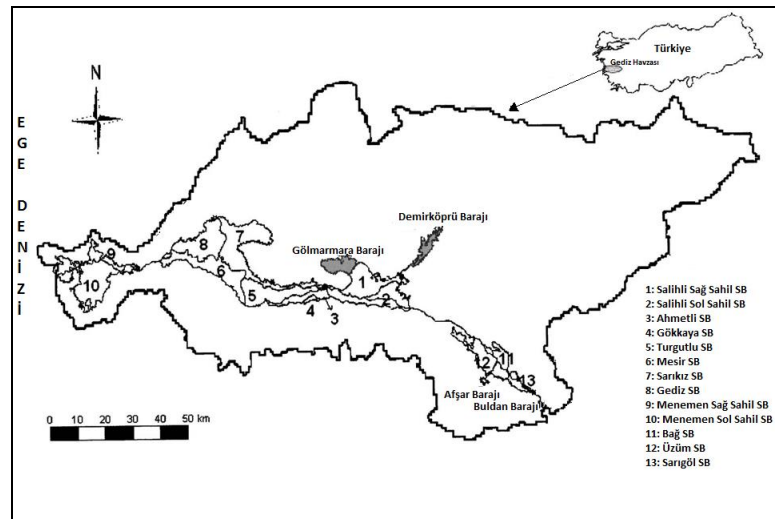 Türkiye
Gediz Havzası
N
EGE DENİZİ
Demirköprü Barajı
Gölmarmara Barajı
7
8
9
6
1
10
5
2
4
3
11
12
13
Afşar Barajı
Buldan Barajı
1: Salihli Sağ Sahil SB
2: Salihli Sol Sahil SB
3: Ahmetli SB
4: Gökkaya SB
5: Turgutlu SB
6: Mesir SB
7: Sarıkız SB
8: Gediz SB
9: Menemen Sağ Sahil SB
10: Menemen Sol Sahil SB
11: Bağ SB
12: Üzüm SB
13: Sarıgöl SB
0 10 20 30 40 50 km